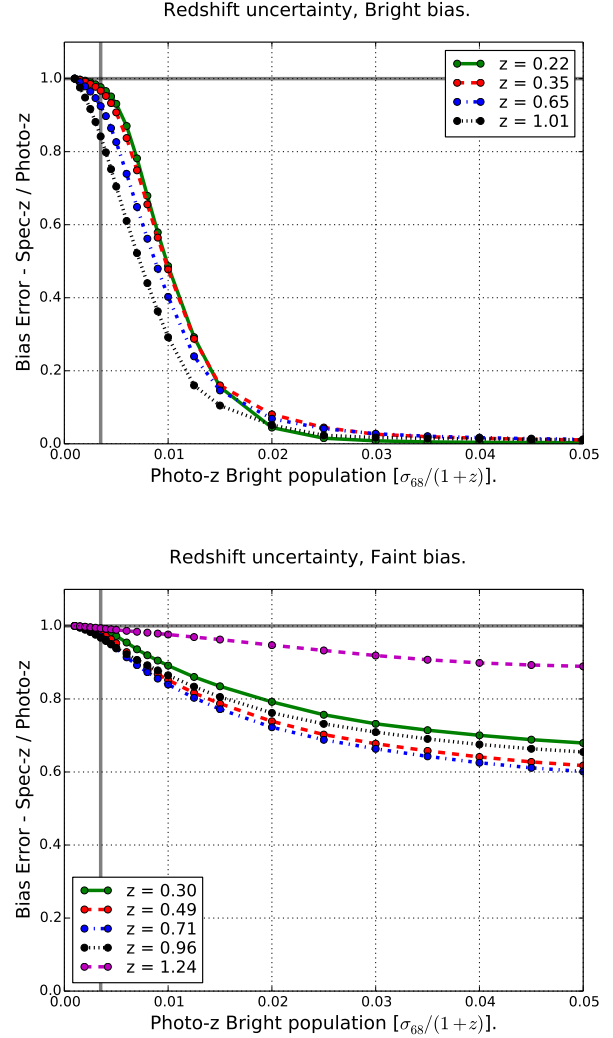 Redshift uncertainty, Bright bias.
Bias Error - Spec-z / Photo-z
1.0
0.8
0.6
0.4
0.2
0.0
z = 0.22
z = 0.35
z = 0.65
z = 1.01
0.00 0.01 0.02 0.03 0.04 0.05
Photo-z Bright population [σ68/(1+z)].
Redshift uncertainty, Faint bias.
Bias Error - Spec-z / Photo-z
1.0
0.8
0.6
0.4
0.2
0.0
z = 0.30
z = 0.49
z = 0.71
z = 0.96
z = 1.24
0.00 0.01 0.02 0.03 0.04 0.05
Photo-z Bright population [σ68/(1+z)].